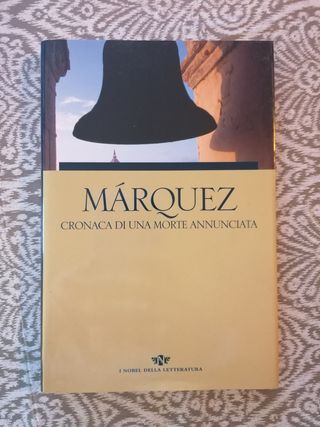 MÁRQUEZ
CRONACA DI UNA MORTE ANNUNCIATA
N
I NOBEL DELLA LETTERATURA